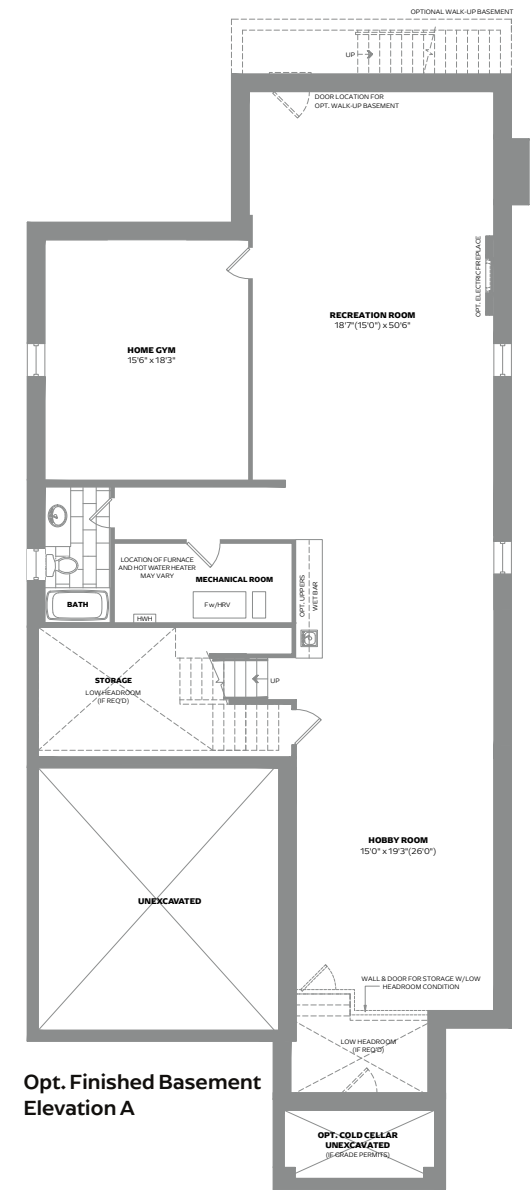 OPTIONAL WALK-UP BASEMENT
UP
DOOR LOCATION FOR
OPT. WALK-UP BASEMENT
OPT. ELECTRIC FIREPLACE
RECREATION ROOM
18'7"(15'0") x 50'6"
HOME GYM
15'6" x 18'3"
LOCATION OF FURNACE
AND HOT WATER HEATER
MAY VARY
MECHANICAL ROOM
Fw/HRV
HWH
BATH
OPT. UPPERS
WET BAR
STORAGE
LOW HEADROOM
(IF REQ'D)
UP
HOBBY ROOM
15'0" x 19'3"(26'0")
UNEXCAVATED
WALL & DOOR FOR STORAGE W/LOW
HEADROOM CONDITION
LOW HEADROOM
(IF REQ'D)
Opt. Finished Basement
Elevation A
OPT. COLD CELLAR
UNEXCAVATED
(IF GRADE PERMITS)